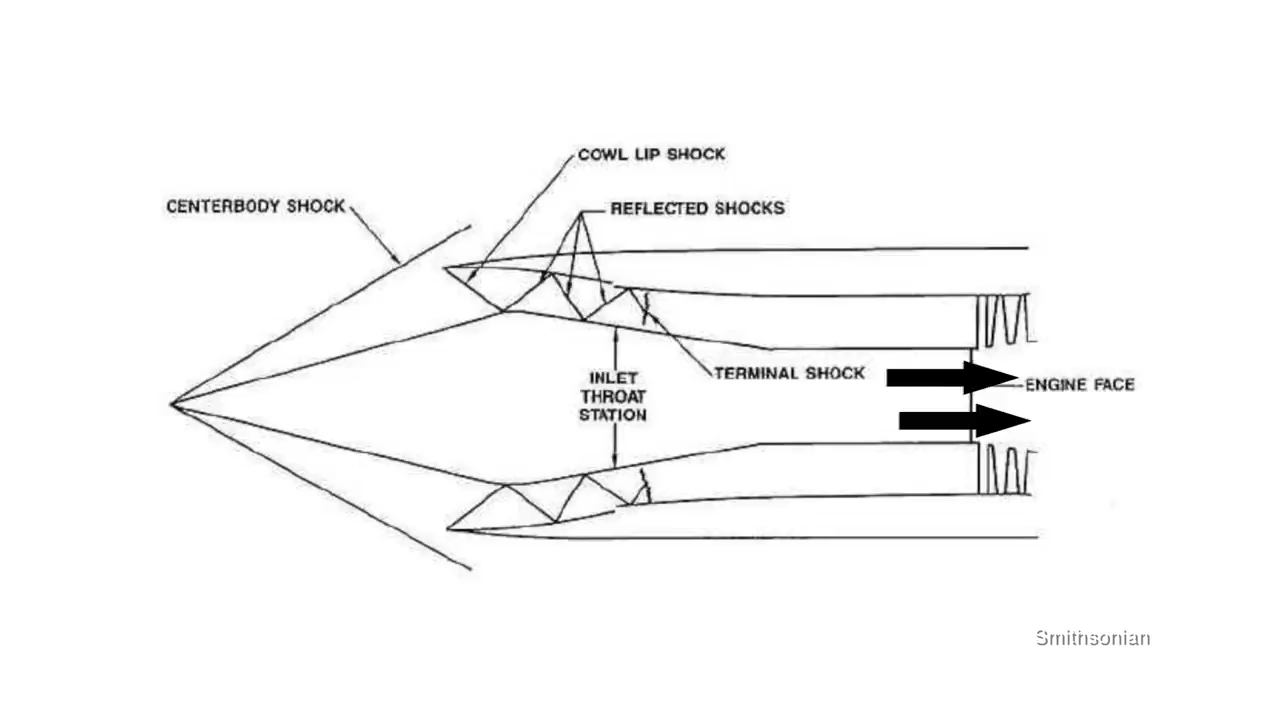 COWL LIP SHOCK
CENTERBODY SHOCK
REFLECTED SHOCKS
INLET
THROAT
STATION
TERMINAL SHOCK
ENGINE FACE
Smithsonian